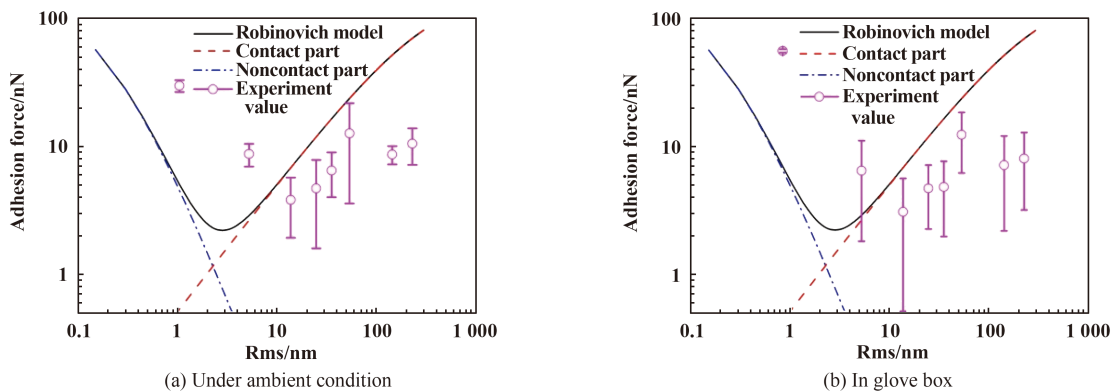 100
10
1
Adhesion force/nN
Robinovich model
Contact part
Noncontact part
Experiment
value
0.1 1 10 100 1 000
Rms/nm
(a) Under ambient condition
100
10
1
Adhesion force/nN
Robinovich model
Contact part
Noncontact part
Experiment
value
0.1 1 10 100 1 000
Rms/nm
(b) In glove box